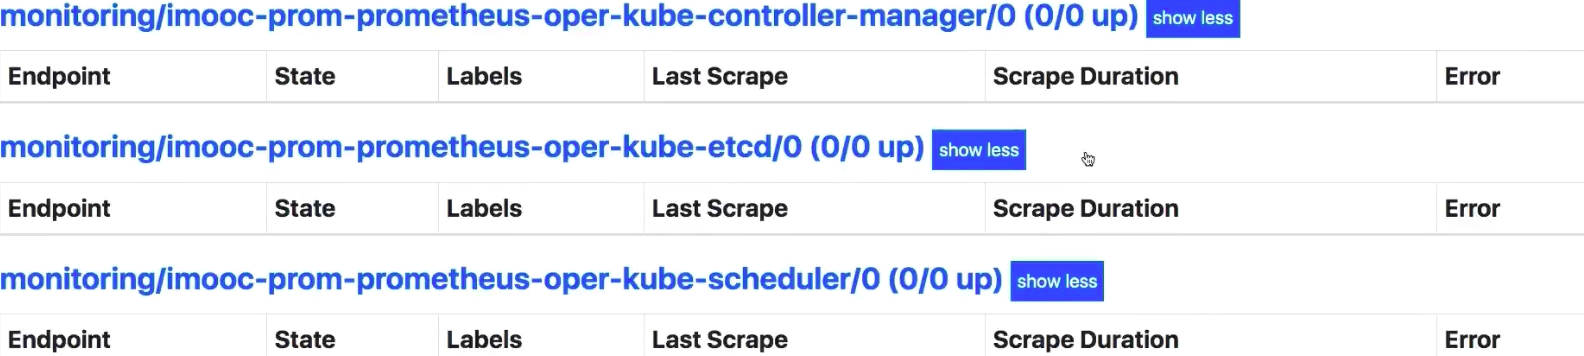 monitoring/imooc-prom-prometheus-oper-kube-controller-manager/0 (0/0 up) show less
Endpoint State Labels Last Scrape Scrape Duration Error
monitoring/imooc-prom-prometheus-oper-kube-etcd/0 (0/0 up) show less
Endpoint State Labels Last Scrape Scrape Duration Error
monitoring/imooc-prom-prometheus-oper-kube-scheduler/0 (0/0 up) show less
Endpoint State Labels Last Scrape Scrape Duration Error